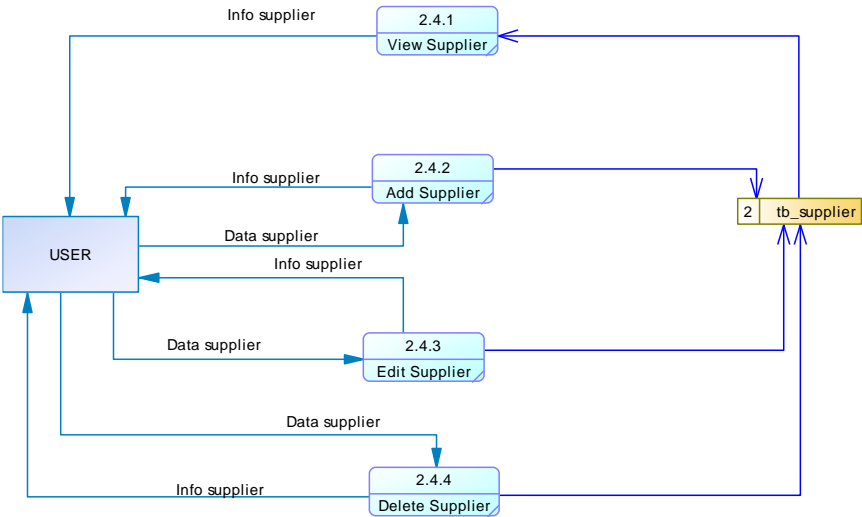 Info supplier
2.4.1
View Supplier
2.4.2
Info supplier
Add Supplier
2 tb_supplier
Data supplier
USER
Info supplier
Data supplier
2.4.3
Edit Supplier
Data supplier
2.4.4
Info supplier
Delete Supplier